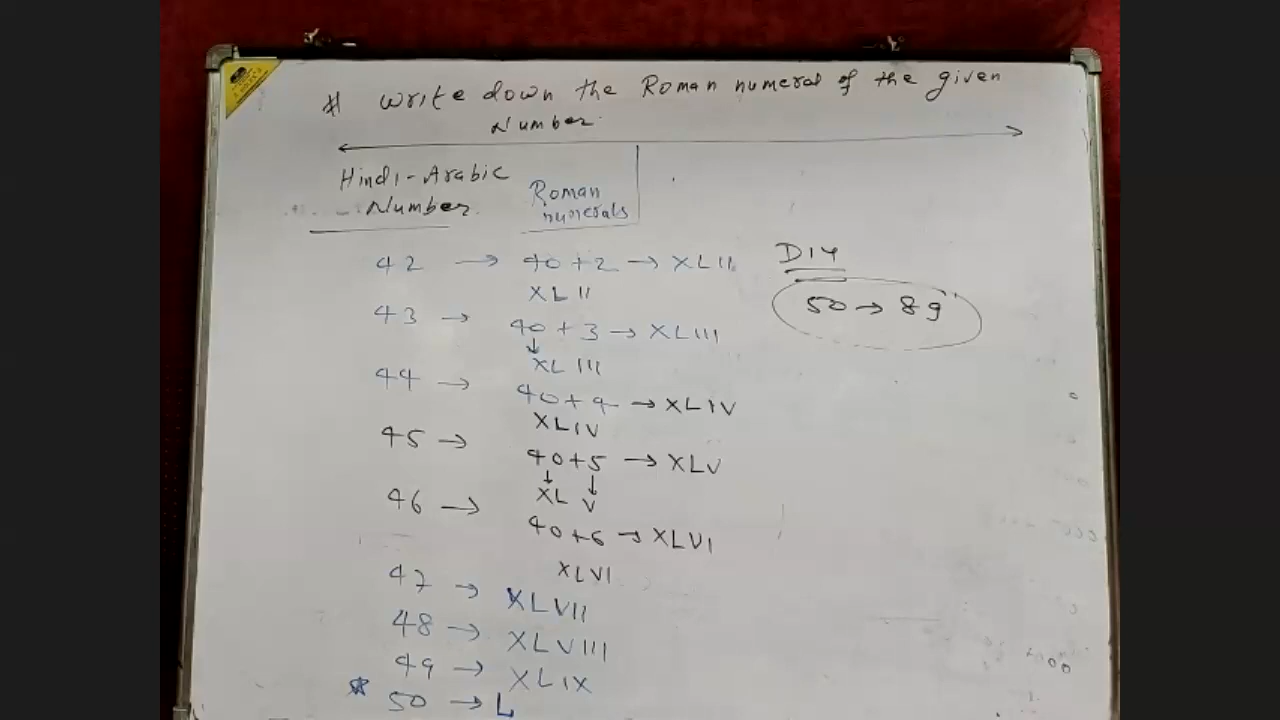 * Write down the Roman numeral of the given
Number.
Hindi-Arabic
Number
Roman
numerals
42 → 40+2 → XLII
XLII
43 → 40+3 → XLIII
↓
XLIII
44 → 40+4 → XLIV
XLIV
45 → 40+5 → XLV
↓ ↓
XL V
46 → 40+6 → XLVI
XLVI
47 → XLVII
48 → XLVIII
49 → XLIX
* 50 → L
DIY
50 → 89